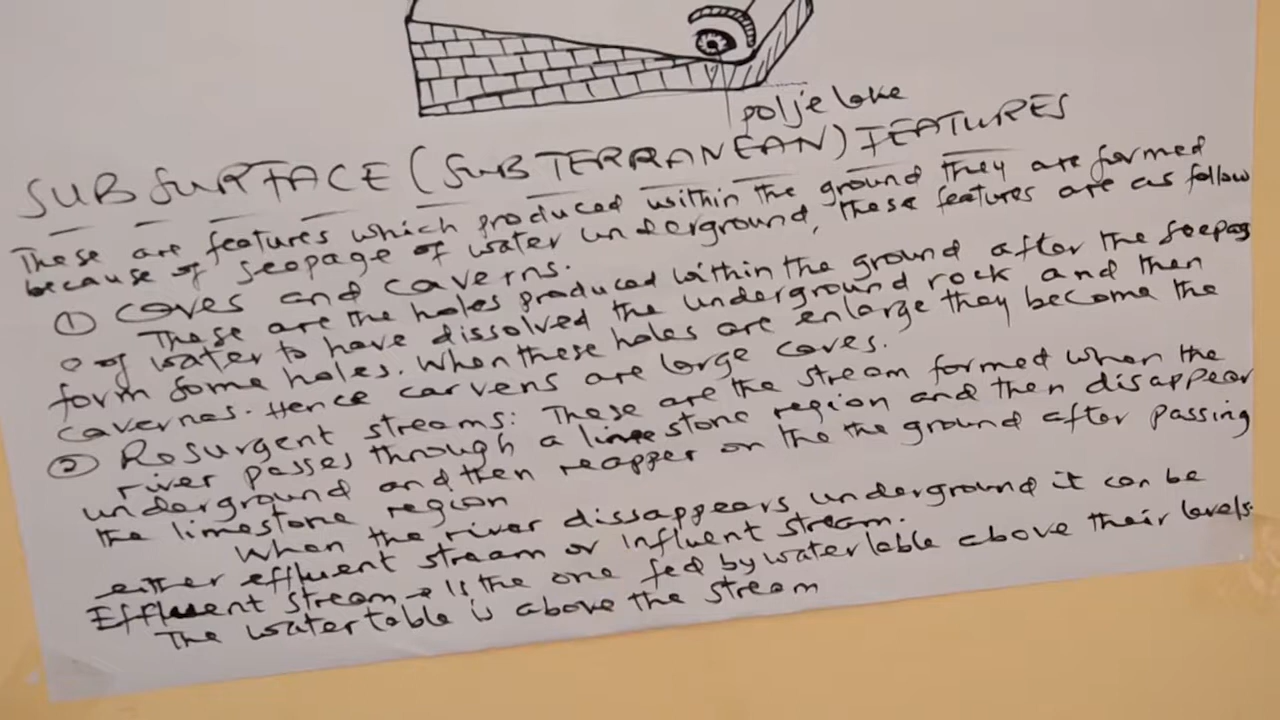 polje lake
SUBSURFACE (SUBTERRANEAN) FEATURES
These are features which produced within the ground they are formed
because of seepage of water underground, these features are as follow
① Caves and caverns.
These are the holes produced within the ground after the seepag
o of water to have dissolved the underground rock and then
form some holes. When these holes are enlarge they become the
cavernes. Hence carvens are large caves.
② Resurgent streams: These are the stream formed when the
river passes through a limestone region and then disappear
underground and then reapper on the the ground after passing
the limestone region
When the river dissappears underground it can be
either effluent stream or influent stream.
Effluent stream → Is the one fed by water table above their levels.
The watertable is above the stream